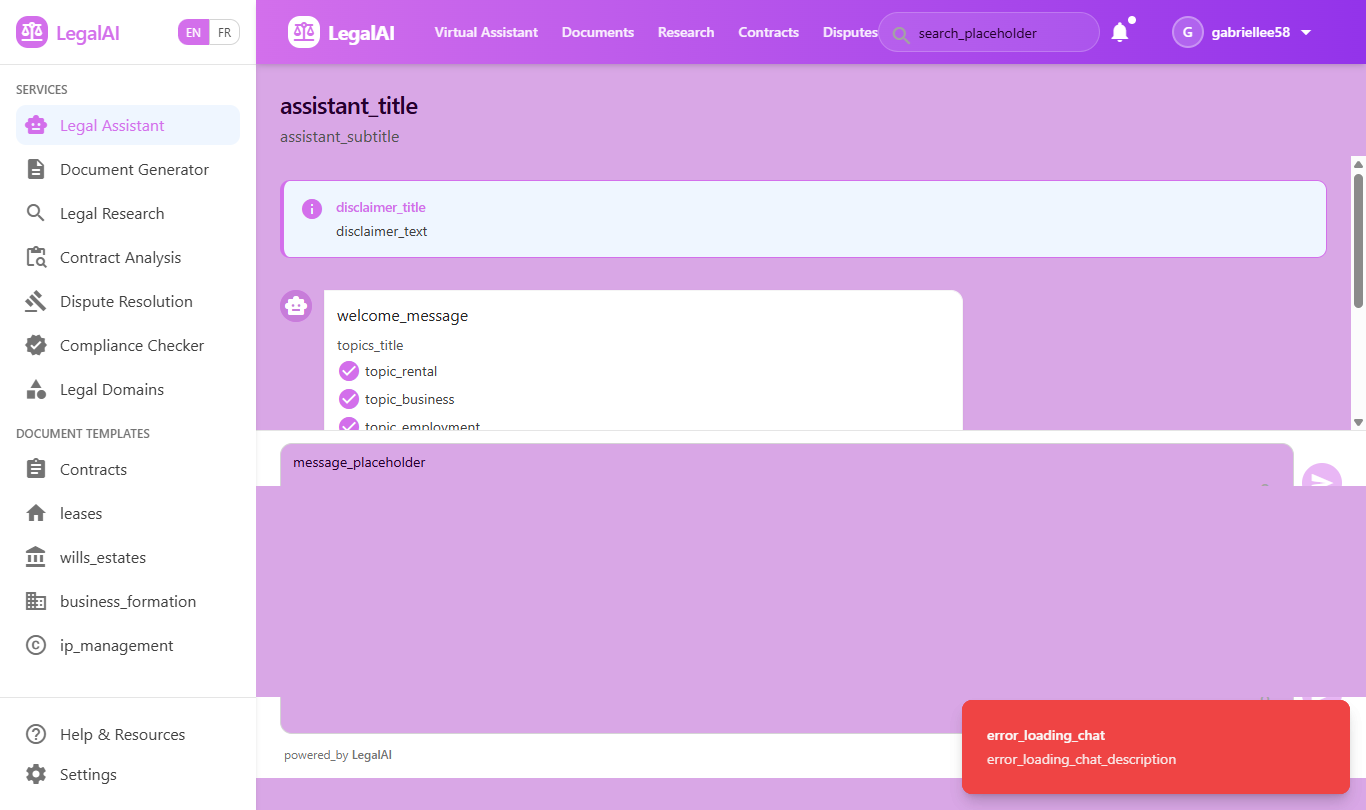 LegalAI
EN FR
SERVICES
Legal Assistant
Document Generator
Legal Research
Contract Analysis
Dispute Resolution
Compliance Checker
Legal Domains
DOCUMENT TEMPLATES
Contracts
leases
wills_estates
business_formation
ip_management
Help & Resources
Settings
LegalAI
Virtual Assistant Documents Research Contracts Disputes
search_placeholder
G gabriellee58
assistant_title
assistant_subtitle
disclaimer_title
disclaimer_text
welcome_message
topics_title
topic_rental
topic_business
topic_employment
message_placeholder
powered_by LegalAI
error_loading_chat
error_loading_chat_description